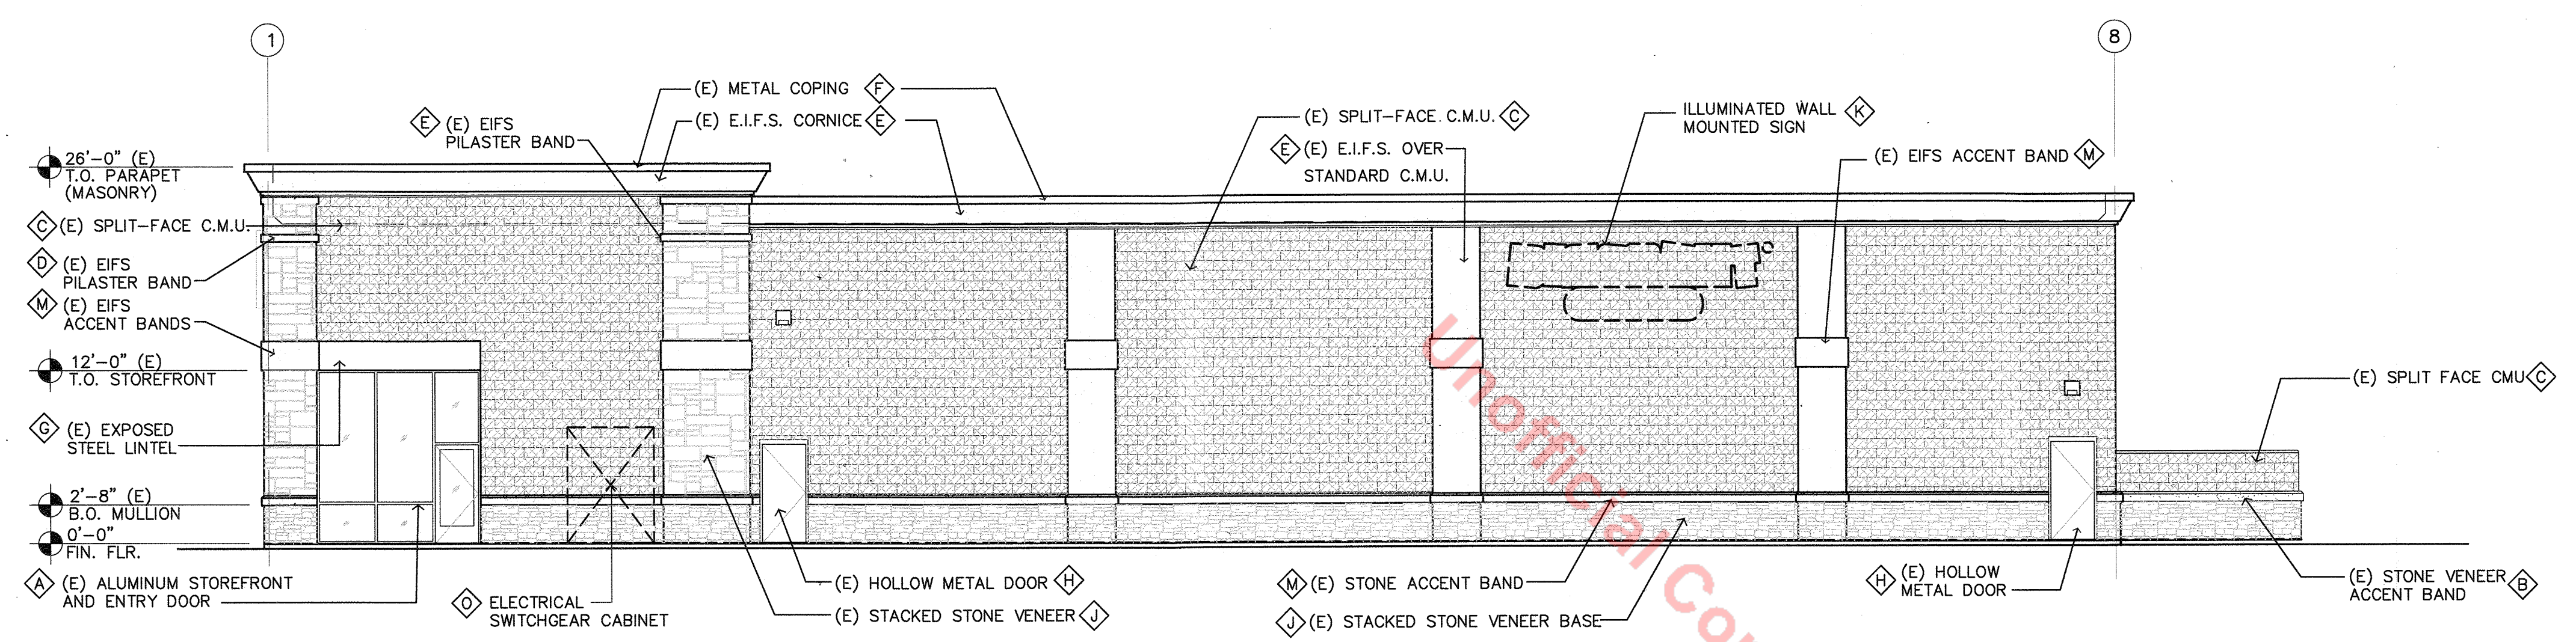 1
8
(E) METAL COPING F
E (E) EIFS
PILASTER BAND
(E) E.I.F.S. CORNICE E
(E) SPLIT-FACE C.M.U. C
E (E) E.I.F.S. OVER
STANDARD C.M.U.
ILLUMINATED WALL K
MOUNTED SIGN
(E) EIFS ACCENT BAND M
26'-0" (E)
T.O. PARAPET
(MASONRY)
C (E) SPLIT-FACE C.M.U.
D (E) EIFS
PILASTER BAND
M (E) EIFS
ACCENT BANDS
12'-0" (E)
T.O. STOREFRONT
G (E) EXPOSED
STEEL LINTEL
2'-8" (E)
B.O. MULLION
0'-0"
FIN. FLR.
A (E) ALUMINUM STOREFRONT
AND ENTRY DOOR
O ELECTRICAL
SWITCHGEAR CABINET
(E) HOLLOW METAL DOOR H
(E) STACKED STONE VENEER J
M (E) STONE ACCENT BAND
J (E) STACKED STONE VENEER BASE
H (E) HOLLOW
METAL DOOR
(E) SPLIT FACE CMU C
(E) STONE VENEER B
ACCENT BAND
Unofficial Co